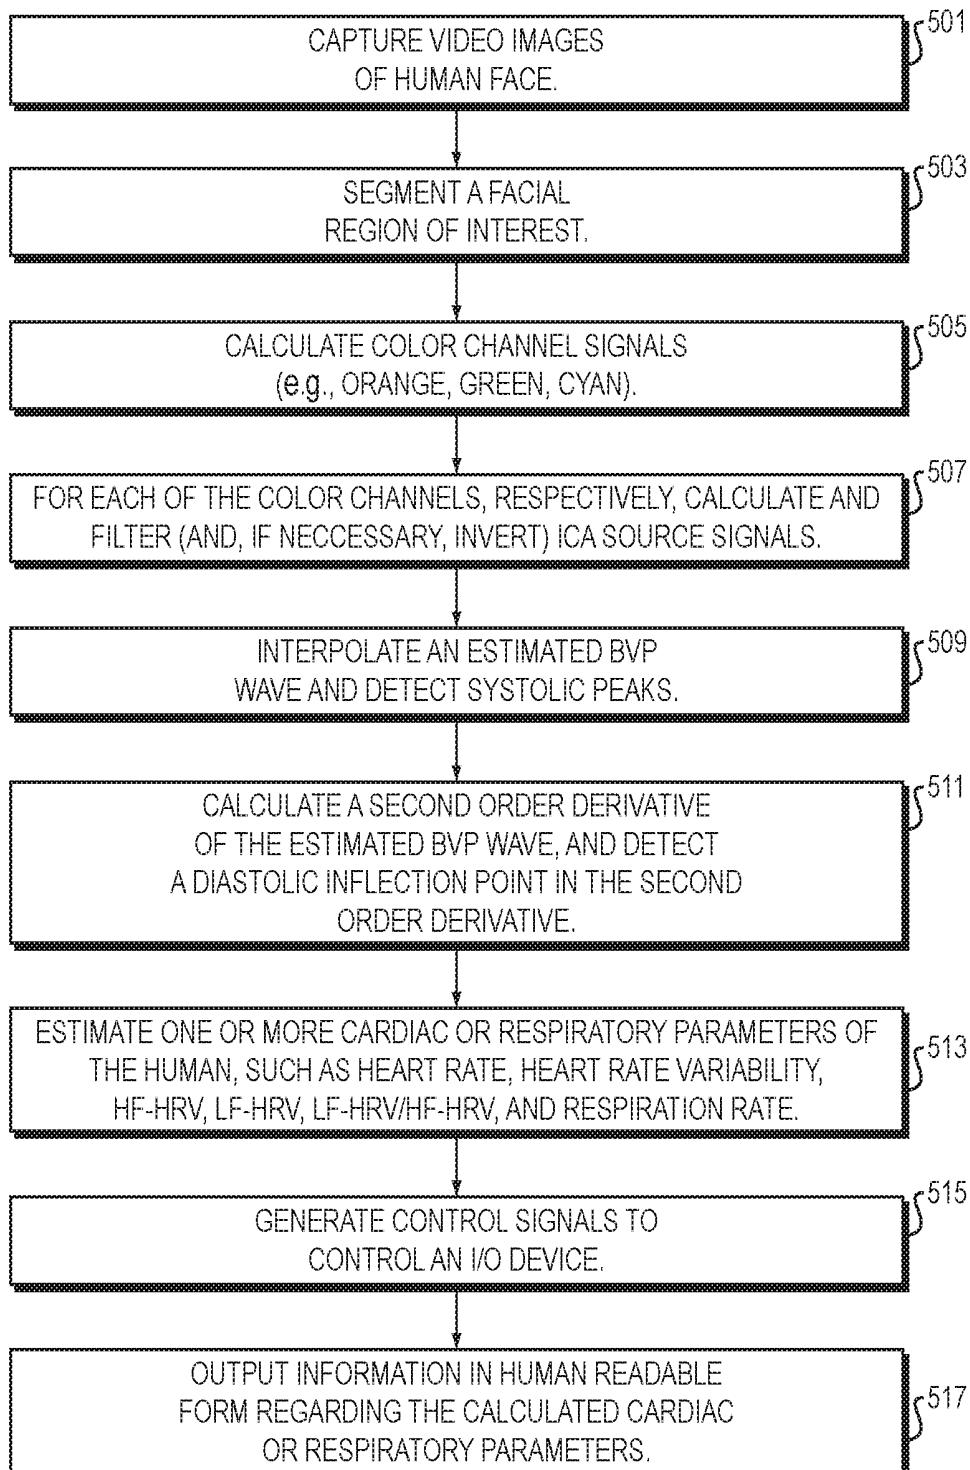 CAPTURE VIDEO IMAGES
OF HUMAN FACE.
501
SEGMENT A FACIAL
REGION OF INTEREST.
503
CALCULATE COLOR CHANNEL SIGNALS
(e.g., ORANGE, GREEN, CYAN).
505
FOR EACH OF THE COLOR CHANNELS, RESPECTIVELY, CALCULATE AND
FILTER (AND, IF NECCESSARY, INVERT) ICA SOURCE SIGNALS.
507
INTERPOLATE AN ESTIMATED BVP
WAVE AND DETECT SYSTOLIC PEAKS.
509
CALCULATE A SECOND ORDER DERIVATIVE
OF THE ESTIMATED BVP WAVE, AND DETECT
A DIASTOLIC INFLECTION POINT IN THE SECOND
ORDER DERIVATIVE.
511
ESTIMATE ONE OR MORE CARDIAC OR RESPIRATORY PARAMETERS OF
THE HUMAN, SUCH AS HEART RATE, HEART RATE VARIABILITY,
HF-HRV, LF-HRV, LF-HRV/HF-HRV, AND RESPIRATION RATE.
513
GENERATE CONTROL SIGNALS TO
CONTROL AN I/O DEVICE.
515
OUTPUT INFORMATION IN HUMAN READABLE
FORM REGARDING THE CALCULATED CARDIAC
OR RESPIRATORY PARAMETERS.
517